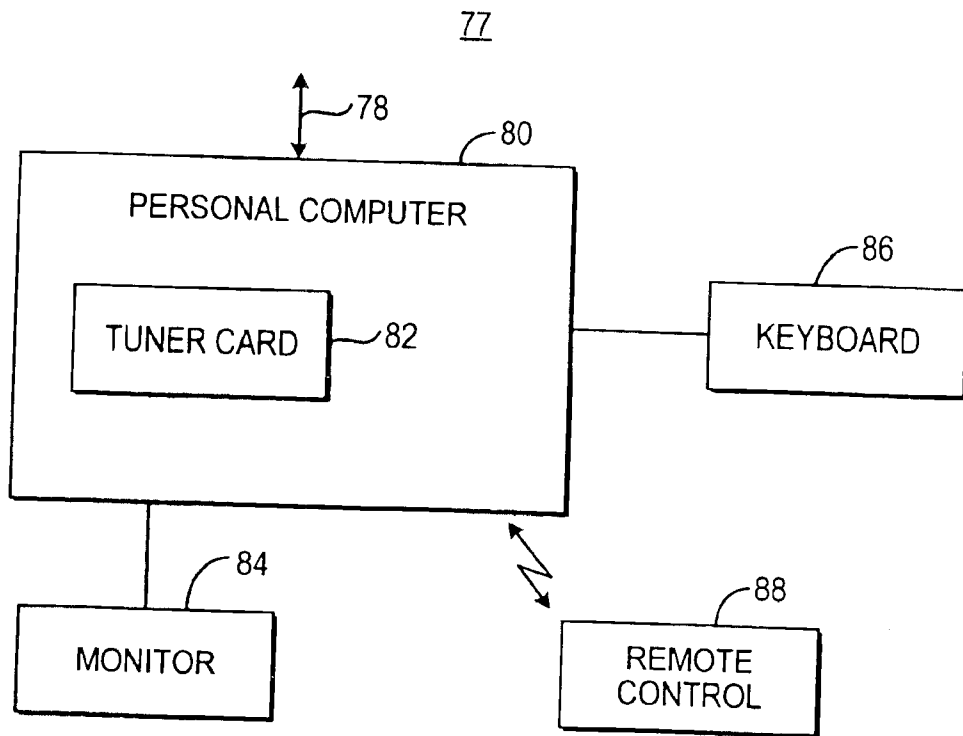 77
78
80
PERSONAL COMPUTER
TUNER CARD
82
86
KEYBOARD
84
MONITOR
88
REMOTE
CONTROL